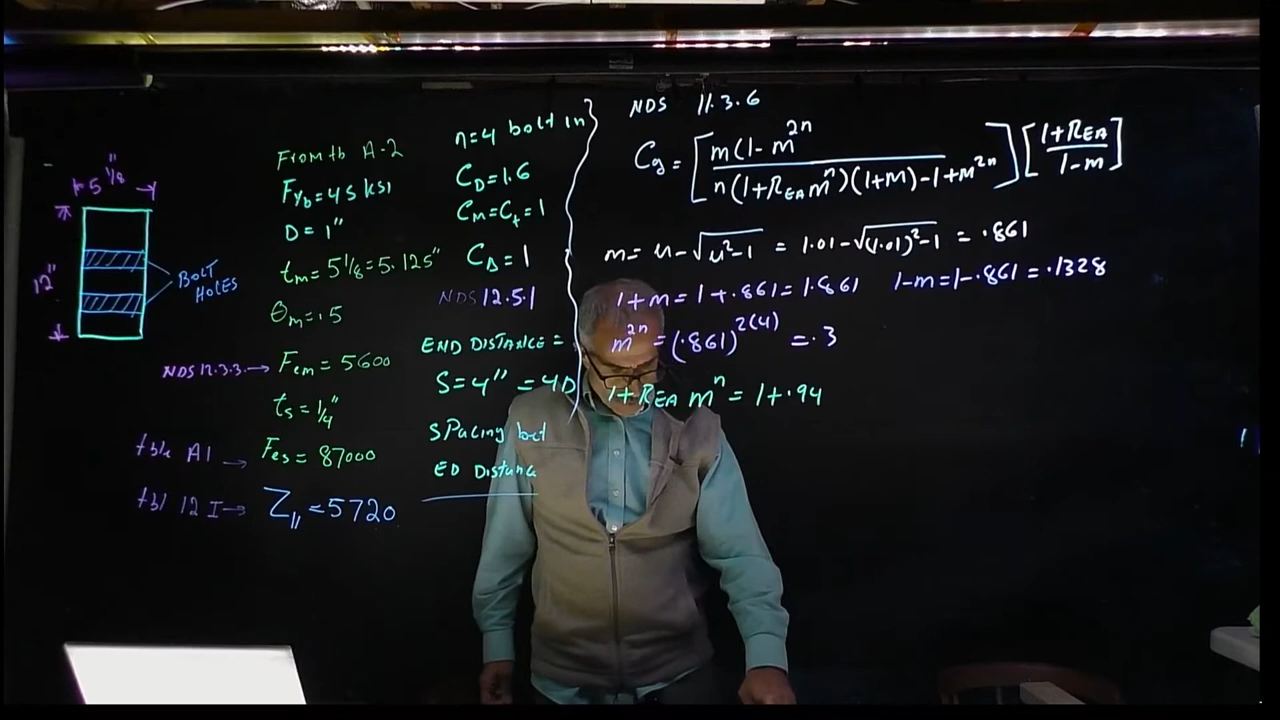 5 1/8"
12"
BOLT
HOLES
From tb A-2
Fyb=45 ksi
D=1"
tm=5 1/8=5.125"
θm=.5
NDS 12.3.3.→ Fem=5600
ts=1/4"
tble A1 → Fes=87000
tbl 12 I→ Z∥=5720
n=4 bolt in
CD=1.6
CM=Ct=1
CΔ=1
NDS 12.5.1
END DISTANCE =
S=4"=4D
SPacing bet
ED Distanc
NDS 11.3.6
Cg=[m(1-m^2n / n(1+REA m^n)(1+m)-1+m^2n][1+REA / 1-m]
m=u-√u²-1 = 1.01-√(1.01)²-1 = .861
1+m=1+.861=1.861 1-m=1-.861=.1328
m^2n=(.861)^2(4) =.3
1+REA m^n=1+.94